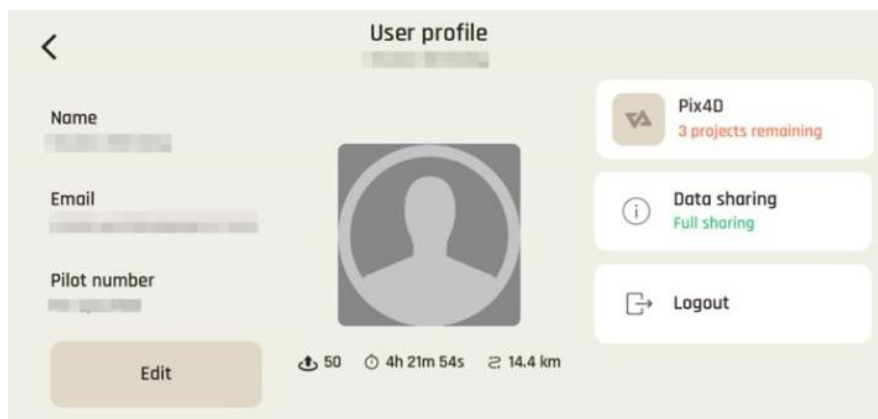 User profile
Name
Email
Pilot number
Edit
50 4h 21m 54s 14.4 km
Pix4D
3 projects remaining
Data sharing
Full sharing
Logout